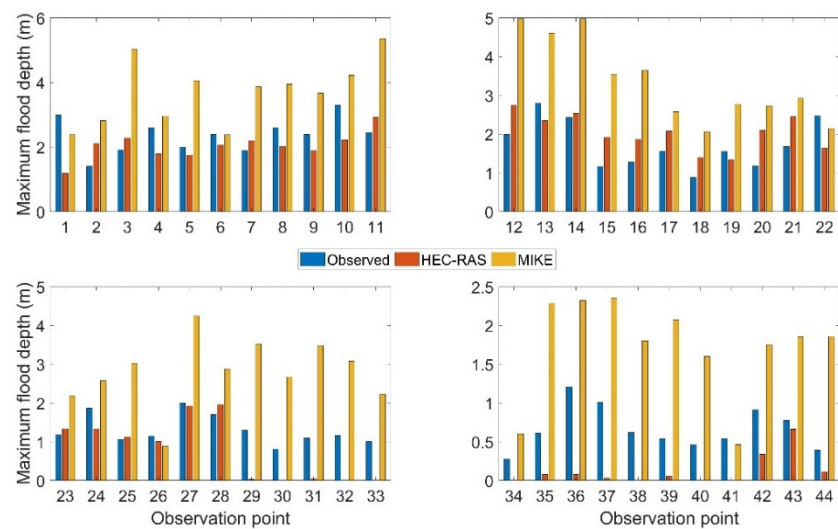 Maximum flood depth (m)
6
4
2
0
1 2 3 4 5 6 7 8 9 10 11
5
4
3
2
1
0
12 13 14 15 16 17 18 19 20 21 22
Observed HEC-RAS MIKE
Maximum flood depth (m)
5
4
3
2
1
0
23 24 25 26 27 28 29 30 31 32 33
Observation point
2.5
2
1.5
1
0.5
0
34 35 36 37 38 39 40 41 42 43 44
Observation point